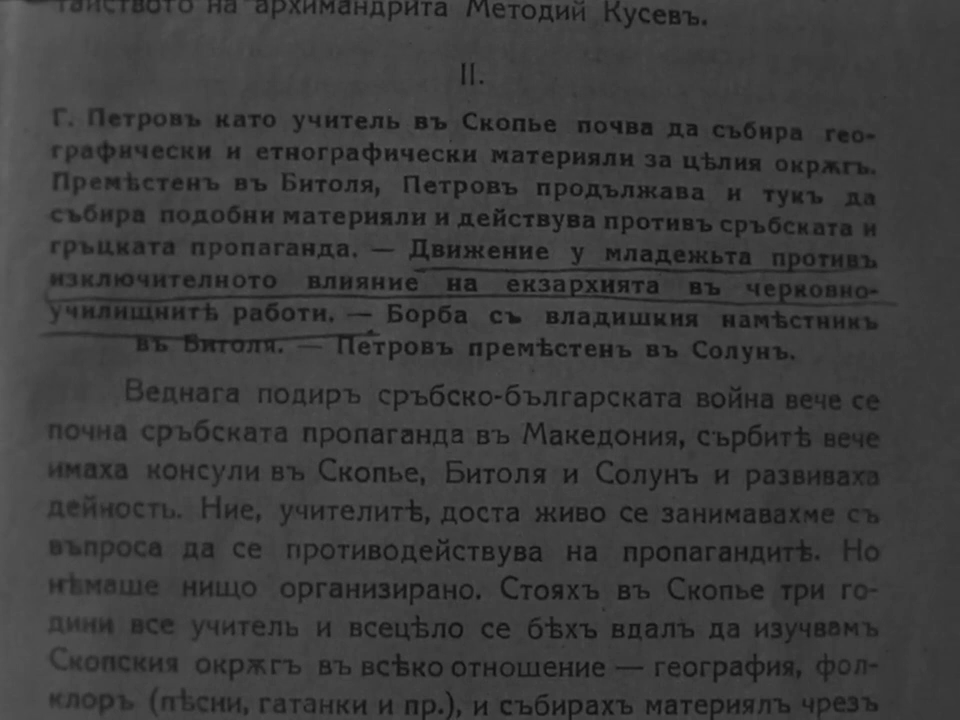 тайството на архимандрита Методий Кусевъ.
II.
Г. Петровъ като учитель въ Скопье почва да събира гео-
графически и етнографически материяли за цѣлия окрѫгъ.
Премѣстенъ въ Битоля, Петровъ продължава и тукъ да
събира подобни материяли и действува противъ сръбската и
гръцката пропаганда. — Движение у младежьта противъ
изключителното влияние на екзархията въ черковно-
училищнитѣ работи. — Борба съ владишкия намѣстникъ
въ Битоля. — Петровъ премѣстенъ въ Солунъ.
Веднага подиръ сръбско-българската война вече се
почна сръбската пропаганда въ Македония, сърбитѣ вече
имаха консули въ Скопье, Битоля и Солунъ и развиваха
дейность. Ние, учителитѣ, доста живо се занимавахме съ
въпроса да се противодействува на пропагандитѣ. Но
нѣмаше нищо организирано. Стояхъ въ Скопье три го-
дини все учитель и всецѣло се бѣхъ вдалъ да изучвамъ
Скопския окрѫгъ въ всѣко отношение — география, фол-
клоръ (пѣсни, гатанки и пр.), и събирахъ материялъ чрезъ